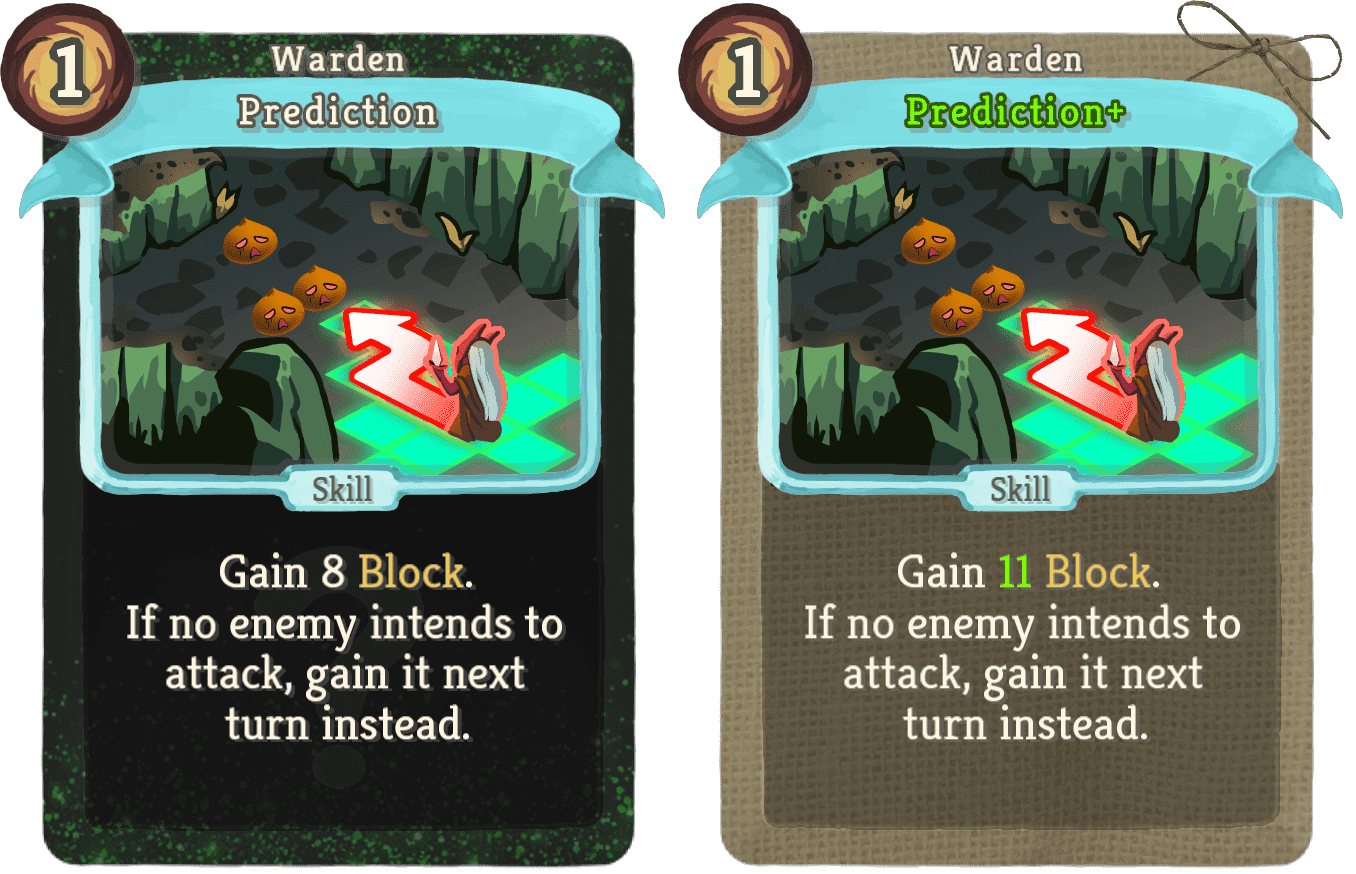 1
Warden
Prediction
Skill
Gain 8 Block.
If no enemy intends to
attack, gain it next
turn instead.
1
Warden
Prediction+
Skill
Gain 11 Block.
If no enemy intends to
attack, gain it next
turn instead.